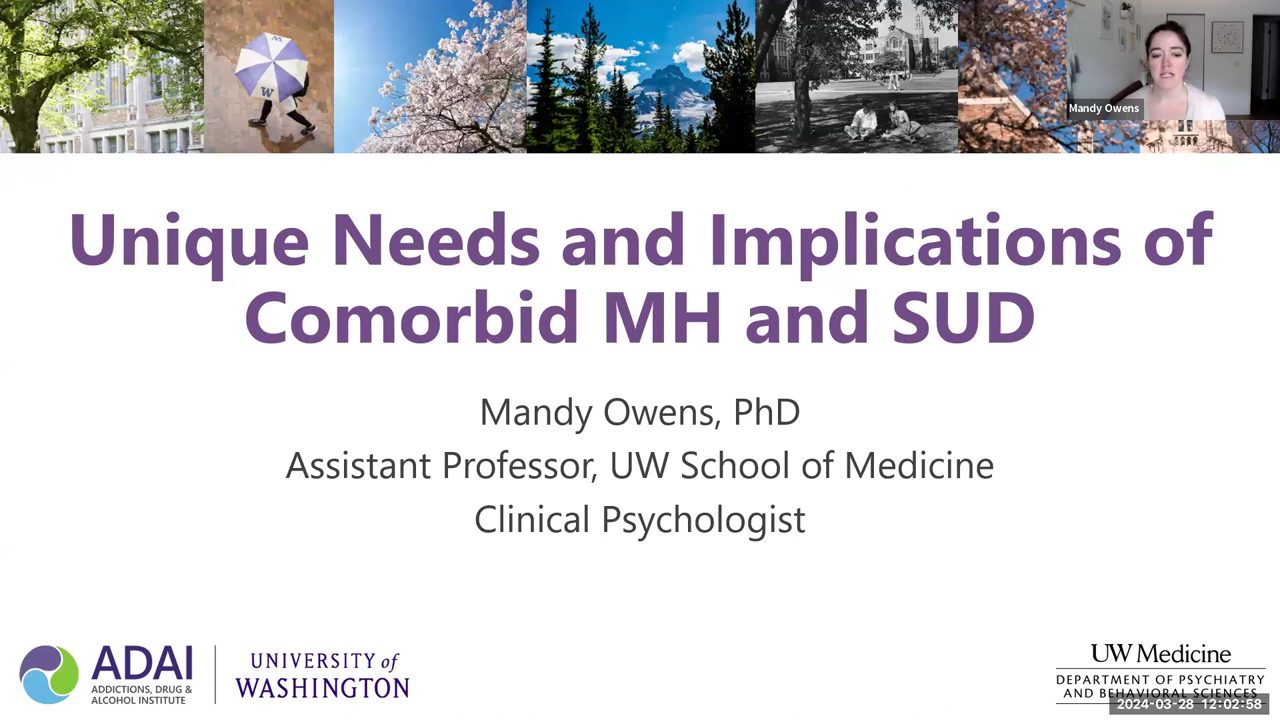 W
Mandy Owens
Unique Needs and Implications of
Comorbid MH and SUD
Mandy Owens, PhD
Assistant Professor, UW School of Medicine
Clinical Psychologist
ADAI
ADDICTIONS, DRUG &
ALCOHOL INSTITUTE
UNIVERSITY of
WASHINGTON
UW Medicine
DEPARTMENT OF PSYCHIATRY
AND BEHAVIORAL SCIENCES
2024-03-28 12:02:58